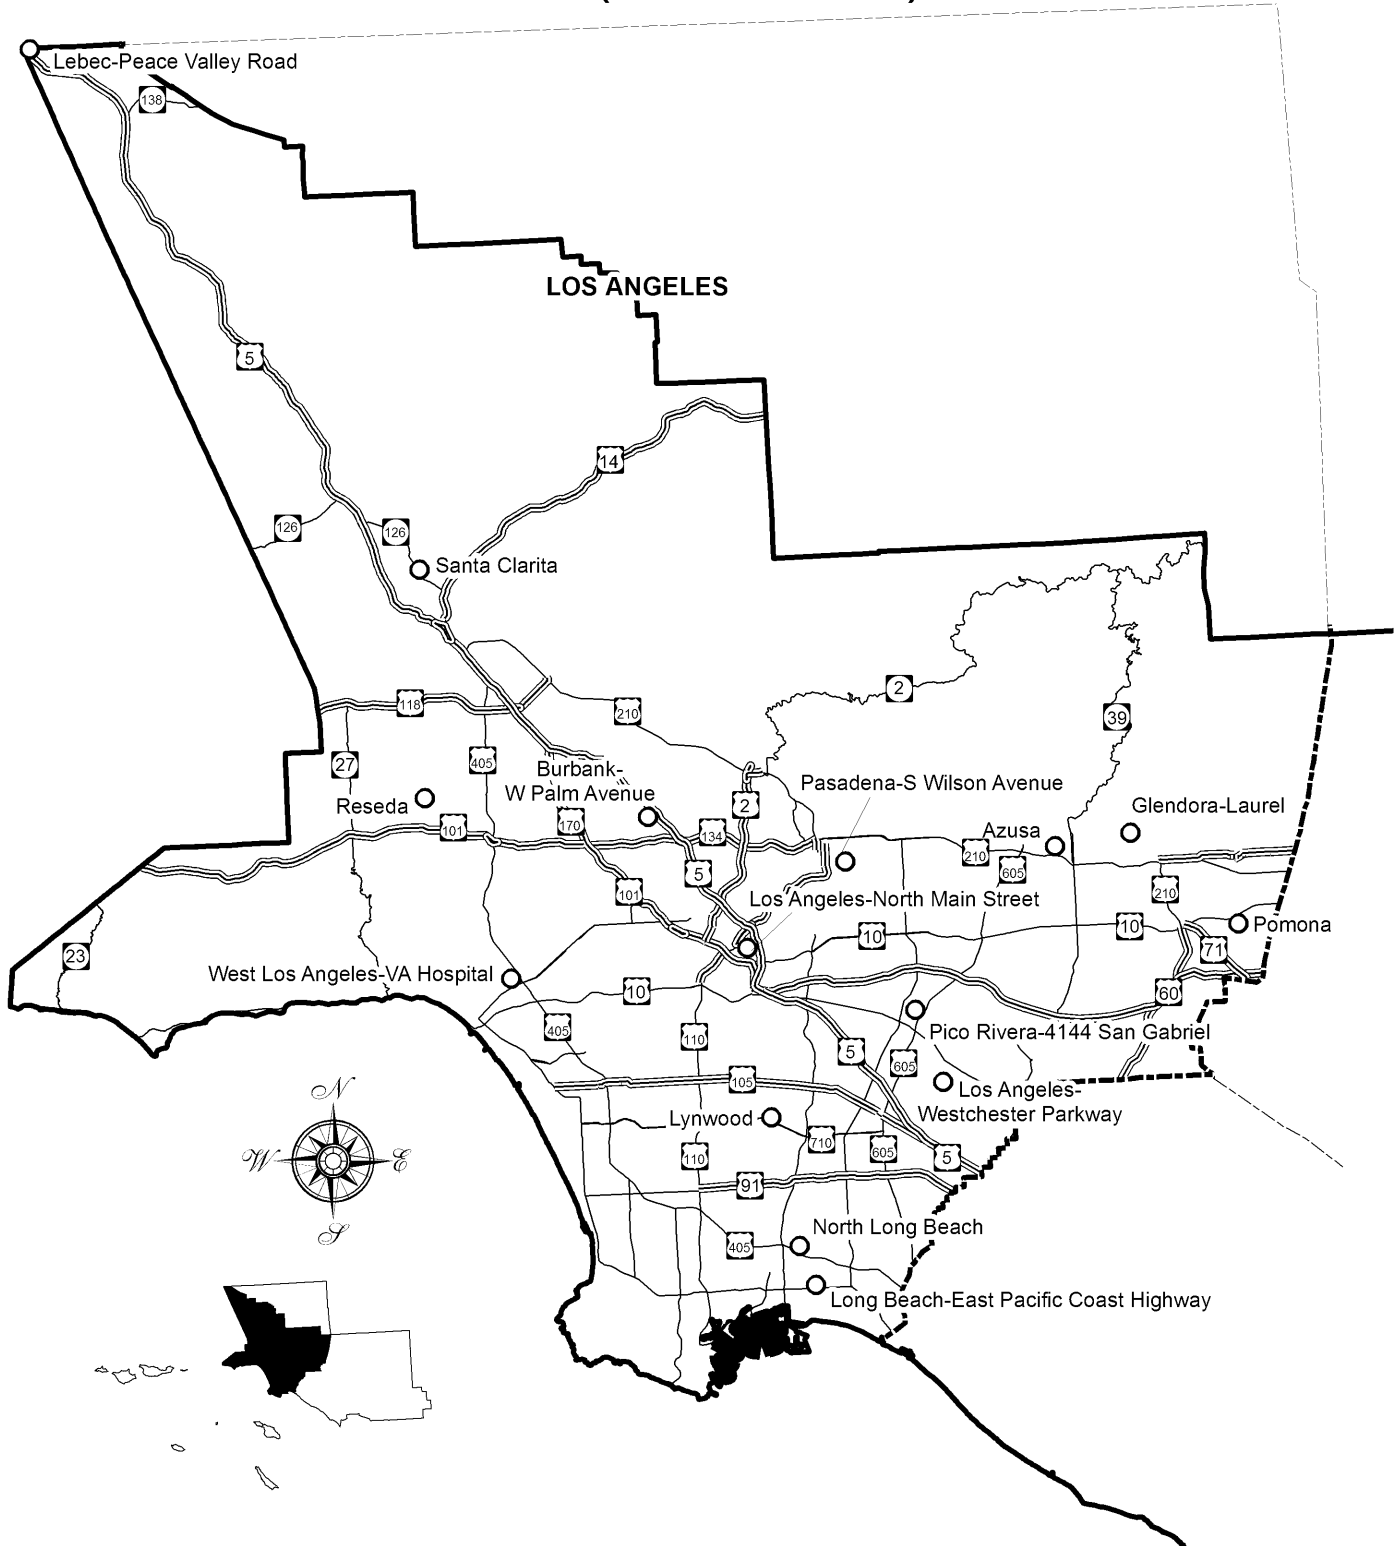 Lebec-Peace Valley Road
138
LOS ANGELES
5
14
126
126
Santa Clarita
2
118
210
39
27
405
Burbank-
W Palm Avenue
Pasadena-S Wilson Avenue
Reseda
2
Glendora-Laurel
101
170
134
Azusa
210
605
5
101
210
Los Angeles-North Main Street
10
10
Pomona
23
71
West Los Angeles-VA Hospital
10
60
405
110
Pico Rivera-4144 San Gabriel
5
605
105
Los Angeles-
Westchester Parkway
Lynwood
710
605
110
5
91
N
W
E
S
North Long Beach
405
Long Beach-East Pacific Coast Highway